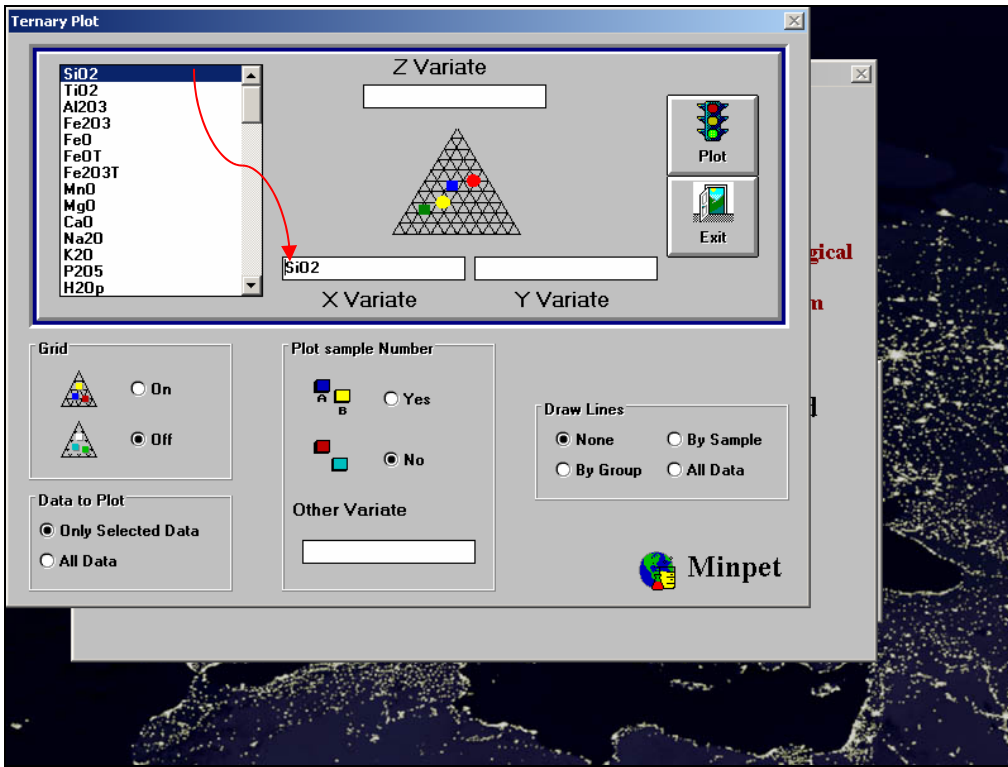 Ternary Plot
SiO2
TiO2
Al2O3
Fe2O3
FeO
FeOT
Fe2O3T
MnO
MgO
CaO
Na2O
K2O
P2O5
H2Op
Z Variate
SiO2
X Variate
Y Variate
Plot
Exit
gical
m
d
Grid
On
Off
Data to Plot
Only Selected Data
All Data
Plot sample Number
A
B
Yes
No
Other Variate
Draw Lines
None
By Sample
By Group
All Data
Minpet